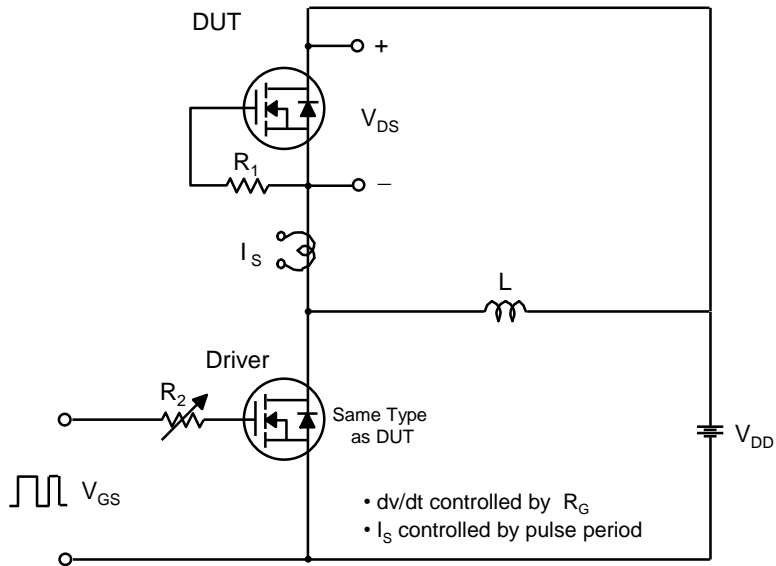 DUT
+
V_DS
R_1
−
I_S
L
Driver
R_2
Same Type
as DUT
V_DD
V_GS
• dv/dt controlled by R_G
• I_S controlled by pulse period